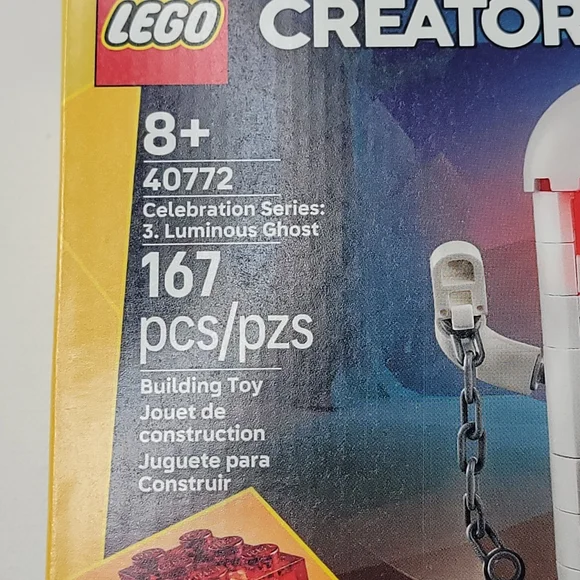 LEGO
CREATOR
8+
40772
Celebration Series:
3. Luminous Ghost
167
pcs/pzs
Building Toy
Jouet de
construction
Juguete para
Construir